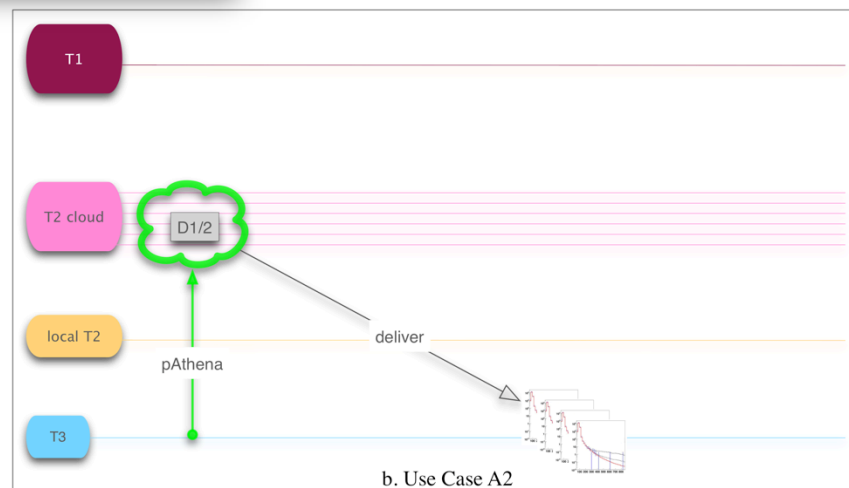 T1
T2 cloud
D1/2
local T2
deliver
pAthena
T3
b. Use Case A2